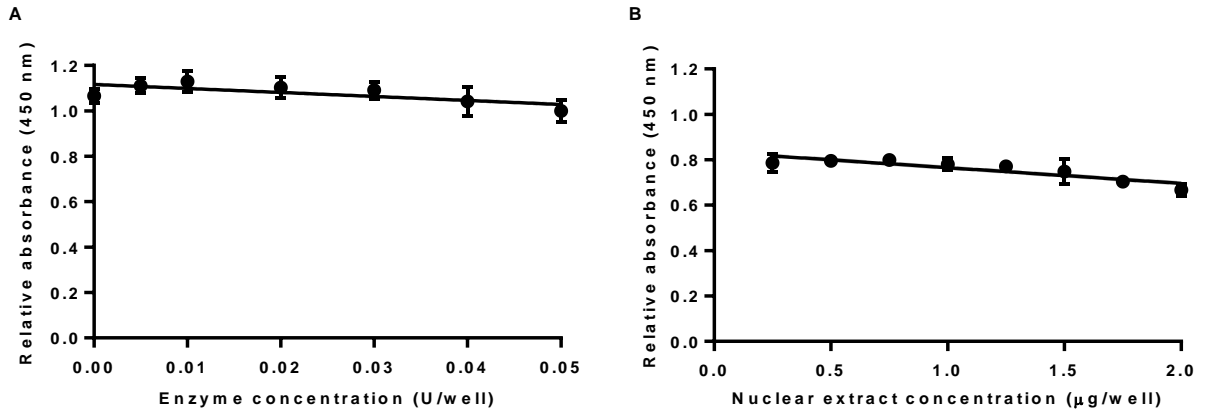 A
Relative absorbance (450 nm)
1.2
1.0
0.8
0.6
0.4
0.2
0.0
0.00 0.01 0.02 0.03 0.04 0.05
Enzyme concentration (U/well)
B
Relative absorbance (450 nm)
1.2
1.0
0.8
0.6
0.4
0.2
0.0
0.0 0.5 1.0 1.5 2.0
Nuclear extract concentration (μg/well)